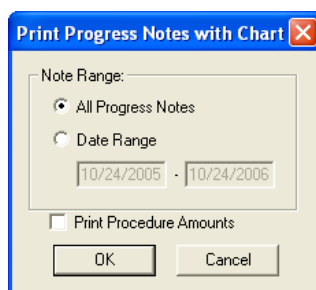 Print Progress Notes with Chart
Note Range:
All Progress Notes
Date Range
10/24/2005 - 10/24/2006
Print Procedure Amounts
OK Cancel